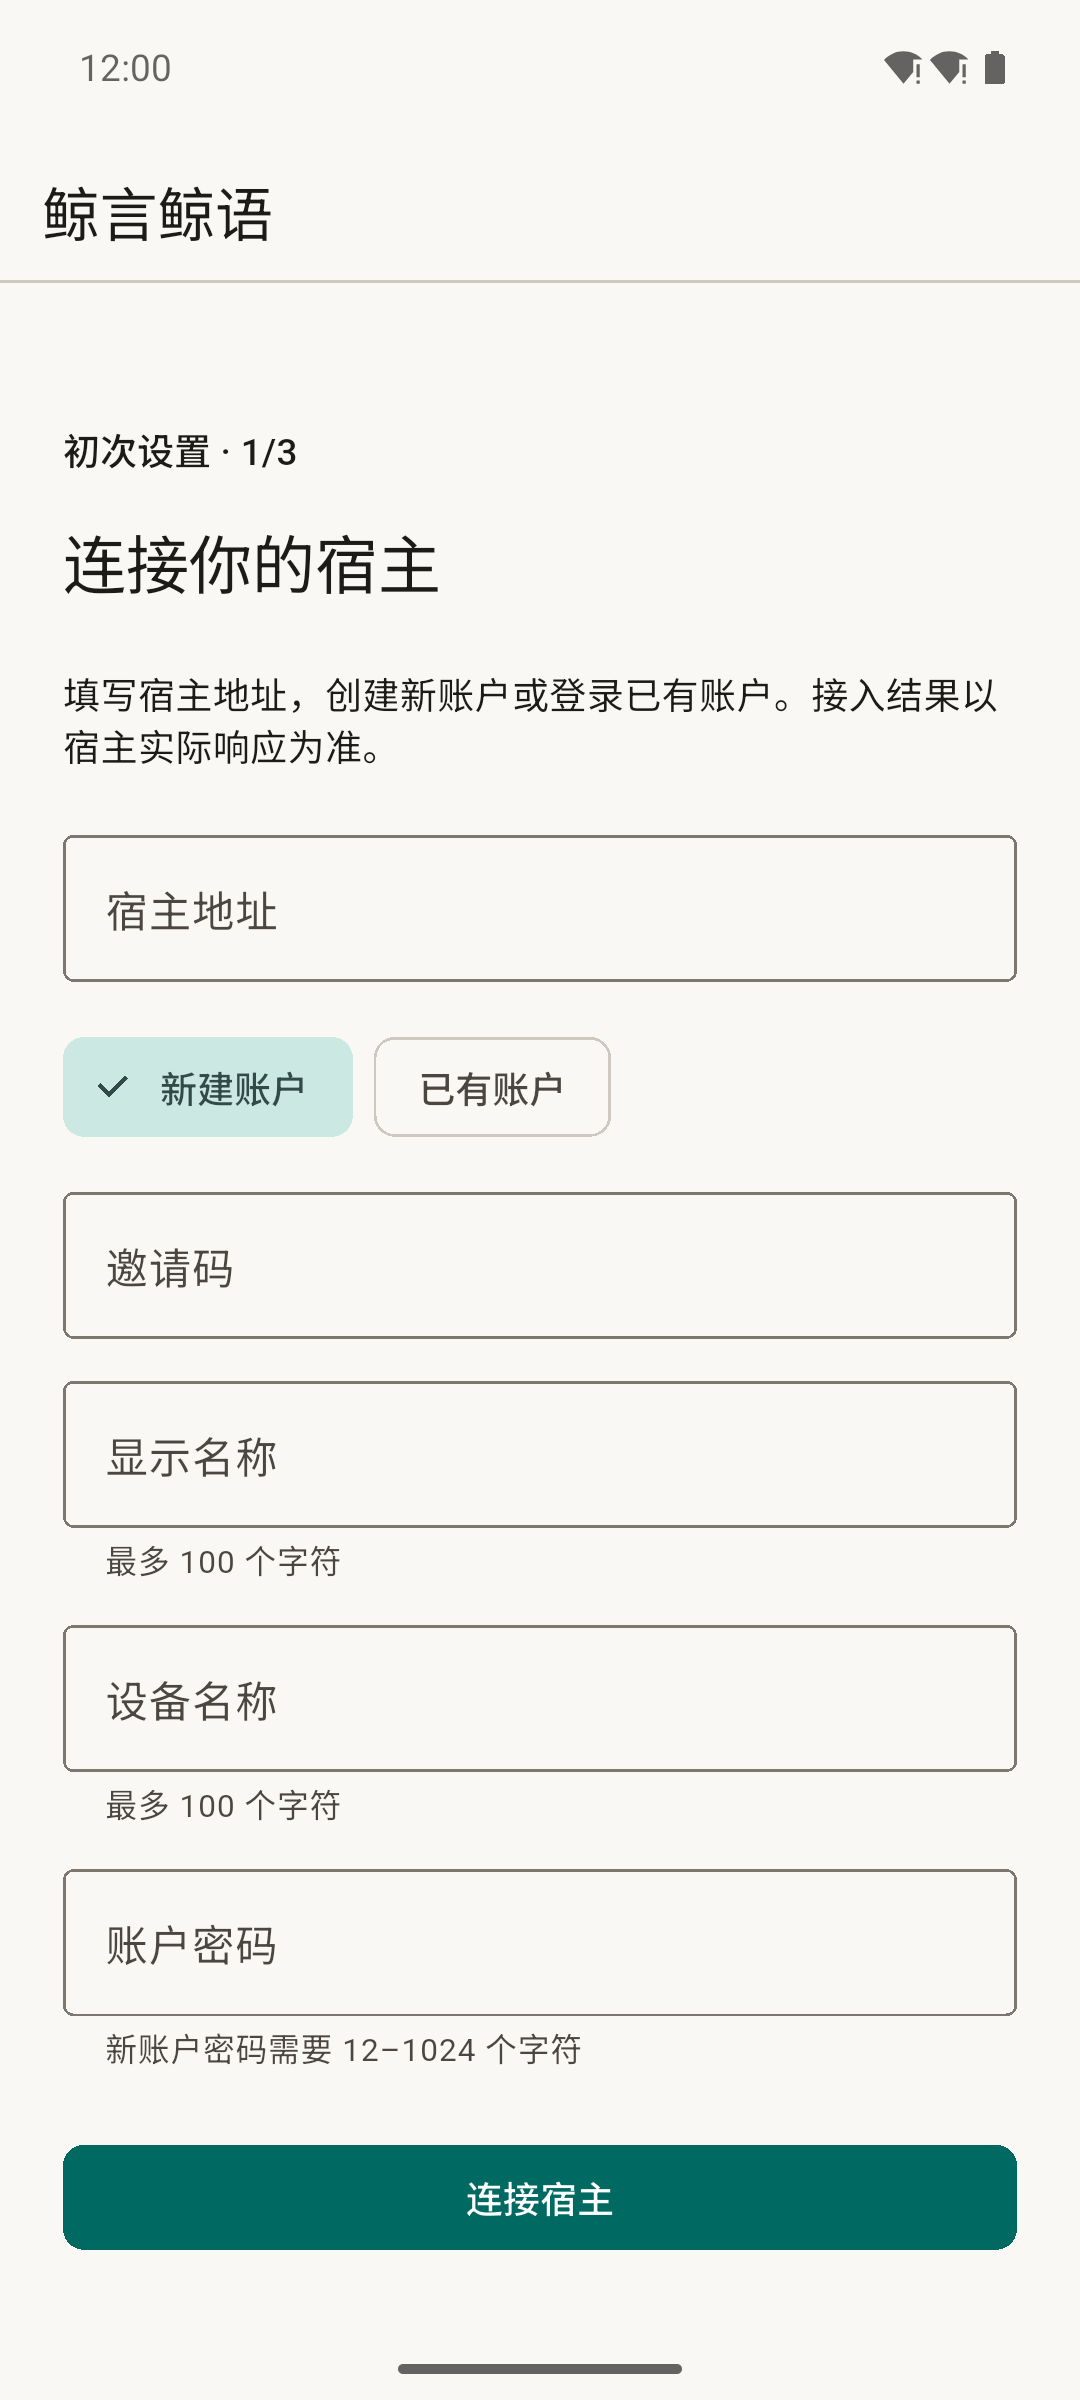 12:00
鲸言鲸语
初次设置 · 1/3
连接你的宿主
填写宿主地址，创建新账户或登录已有账户。接入结果以
宿主实际响应为准。
宿主地址
新建账户
已有账户
邀请码
显示名称
最多 100 个字符
设备名称
最多 100 个字符
账户密码
新账户密码需要 12–1024 个字符
连接宿主